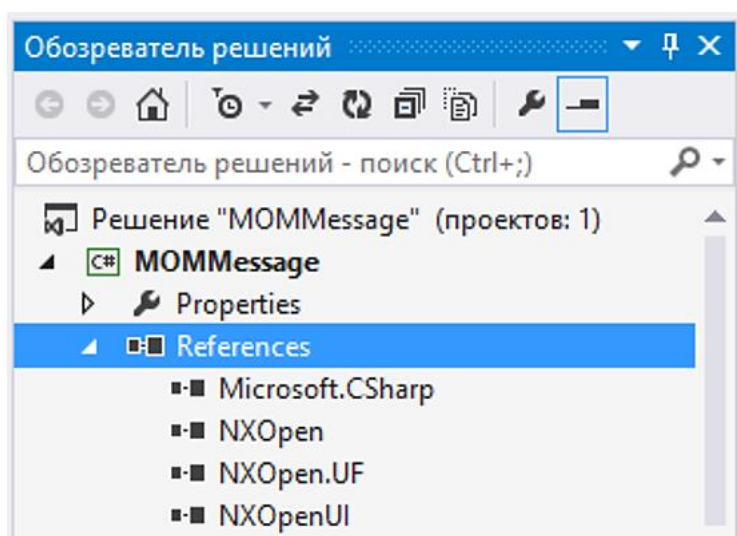 Обозреватель решений
Обозреватель решений - поиск (Ctrl+;)
Решение "MOMMessage" (проектов: 1)
C# MOMMessage
Properties
References
Microsoft.CSharp
NXOpen
NXOpen.UF
NXOpenUI